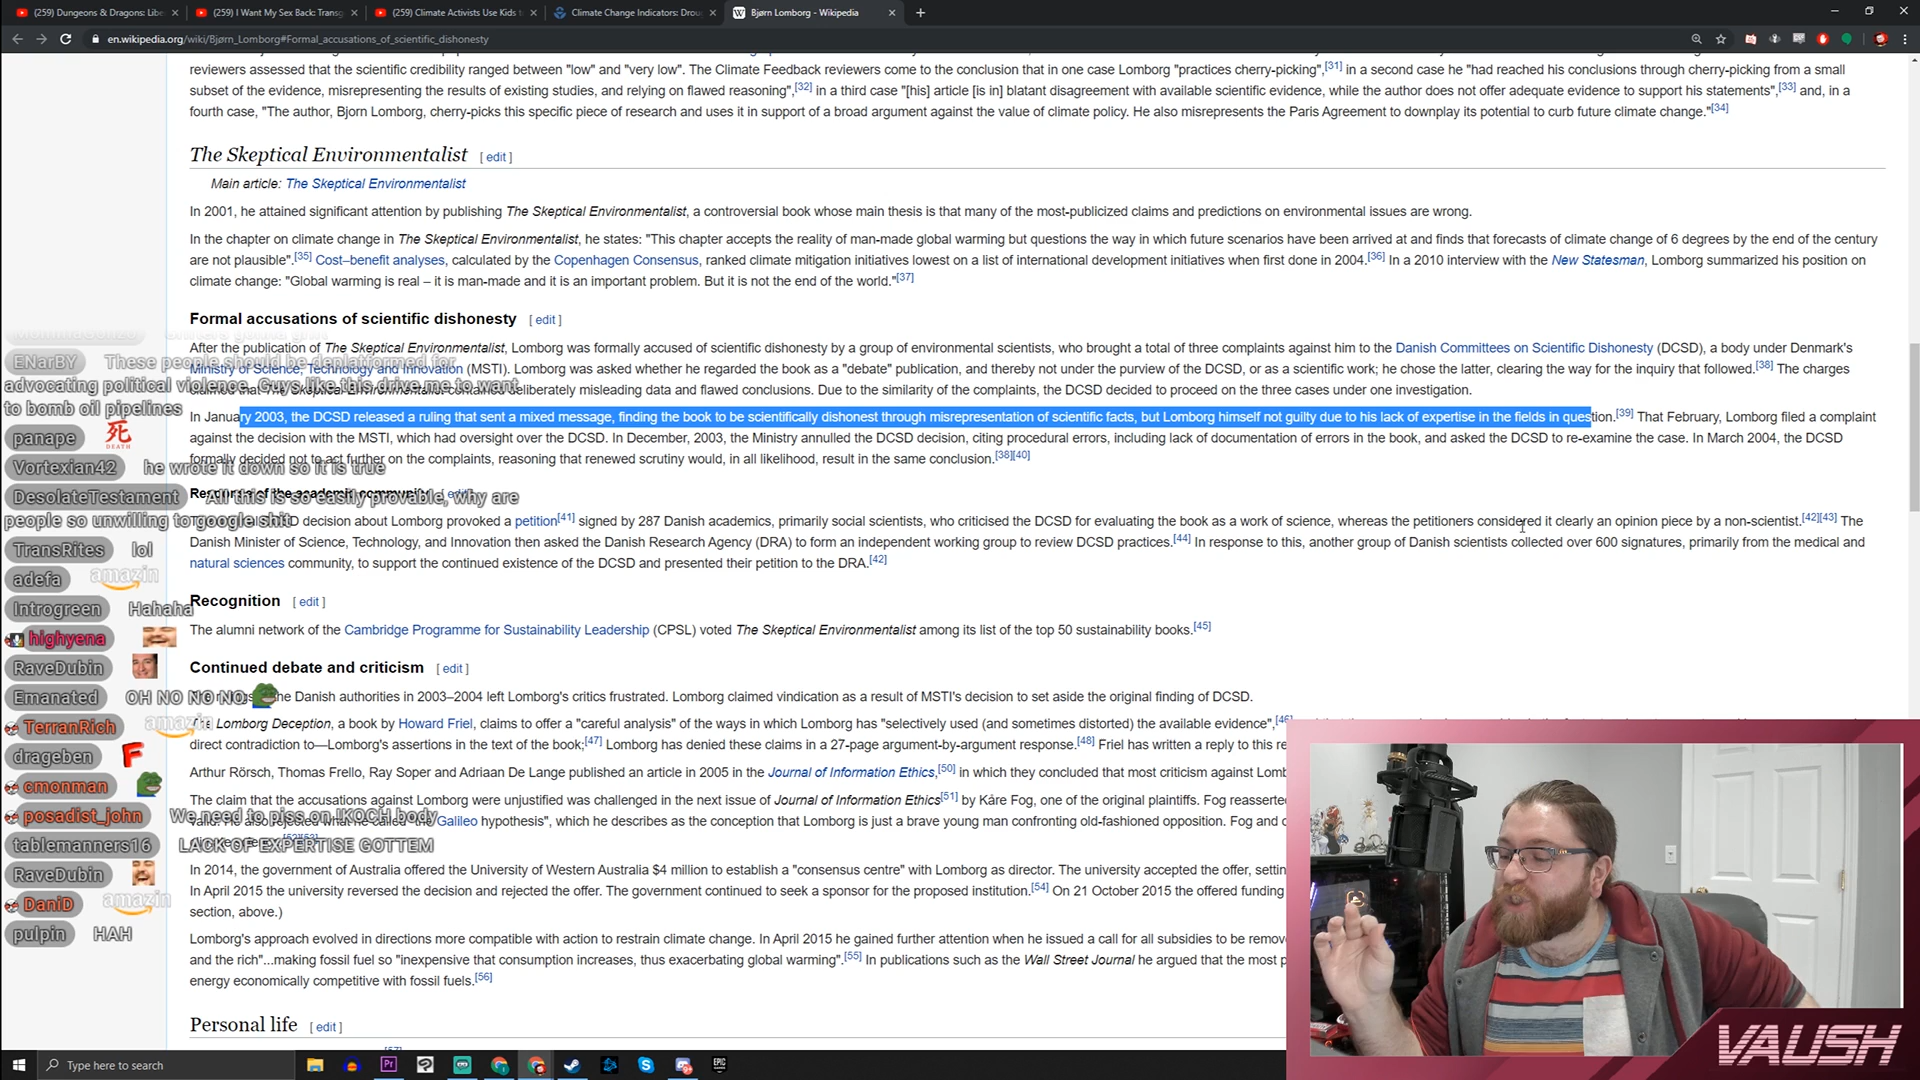 (259) Dungeons & Dragons: Libe
(259) I Want My Sex Back: Transg
(259) Climate Activists Use Kids t
Climate Change Indicators: Drou
Bjørn Lomborg - Wikipedia
en.wikipedia.org/wiki/Bjørn_Lomborg#Formal_accusations_of_scientific_dishonesty
reviewers assessed that the scientific credibility ranged between "low" and "very low". The Climate Feedback reviewers come to the conclusion that in one case Lomborg "practices cherry-picking",[31] in a second case he "had reached his conclusions through cherry-picking from a small
subset of the evidence, misrepresenting the results of existing studies, and relying on flawed reasoning",[32] in a third case "[his] article [is in] blatant disagreement with available scientific evidence, while the author does not offer adequate evidence to support his statements",[33] and, in a
fourth case, "The author, Bjorn Lomborg, cherry-picks this specific piece of research and uses it in support of a broad argument against the value of climate policy. He also misrepresents the Paris Agreement to downplay its potential to curb future climate change."[34]
The Skeptical Environmentalist [ edit ]
Main article: The Skeptical Environmentalist
In 2001, he attained significant attention by publishing The Skeptical Environmentalist, a controversial book whose main thesis is that many of the most-publicized claims and predictions on environmental issues are wrong.
In the chapter on climate change in The Skeptical Environmentalist, he states: "This chapter accepts the reality of man-made global warming but questions the way in which future scenarios have been arrived at and finds that forecasts of climate change of 6 degrees by the end of the century
are not plausible".[35] Cost–benefit analyses, calculated by the Copenhagen Consensus, ranked climate mitigation initiatives lowest on a list of international development initiatives when first done in 2004.[36] In a 2010 interview with the New Statesman, Lomborg summarized his position on
climate change: "Global warming is real – it is man-made and it is an important problem. But it is not the end of the world."[37]
Formal accusations of scientific dishonesty [ edit ]
After the publication of The Skeptical Environmentalist, Lomborg was formally accused of scientific dishonesty by a group of environmental scientists, who brought a total of three complaints against him to the Danish Committees on Scientific Dishonesty (DCSD), a body under Denmark's
Ministry of Science, Technology and Innovation (MSTI). Lomborg was asked whether he regarded the book as a "debate" publication, and thereby not under the purview of the DCSD, or as a scientific work; he chose the latter, clearing the way for the inquiry that followed.[38] The charges
claimed that The Skeptical Environmentalist contained deliberately misleading data and flawed conclusions. Due to the similarity of the complaints, the DCSD decided to proceed on the three cases under one investigation.
In January 2003, the DCSD released a ruling that sent a mixed message, finding the book to be scientifically dishonest through misrepresentation of scientific facts, but Lomborg himself not guilty due to his lack of expertise in the fields in question.[39] That February, Lomborg filed a complaint
against the decision with the MSTI, which had oversight over the DCSD. In December, 2003, the Ministry annulled the DCSD decision, citing procedural errors, including lack of documentation of errors in the book, and asked the DCSD to re-examine the case. In March 2004, the DCSD
formally decided not to act further on the complaints, reasoning that renewed scrutiny would, in all likelihood, result in the same conclusion.[38][40]
Response of the academic community [ edit ]
DCSD decision about Lomborg provoked a petition[41] signed by 287 Danish academics, primarily social scientists, who criticised the DCSD for evaluating the book as a work of science, whereas the petitioners considered it clearly an opinion piece by a non-scientist.[42][43] The
Danish Minister of Science, Technology, and Innovation then asked the Danish Research Agency (DRA) to form an independent working group to review DCSD practices.[44] In response to this, another group of Danish scientists collected over 600 signatures, primarily from the medical and
natural sciences community, to support the continued existence of the DCSD and presented their petition to the DRA.[42]
Recognition [ edit ]
The alumni network of the Cambridge Programme for Sustainability Leadership (CPSL) voted The Skeptical Environmentalist among its list of the top 50 sustainability books.[45]
Continued debate and criticism [ edit ]
the Danish authorities in 2003–2004 left Lomborg's critics frustrated. Lomborg claimed vindication as a result of MSTI's decision to set aside the original finding of DCSD.
The Lomborg Deception, a book by Howard Friel, claims to offer a "careful analysis" of the ways in which Lomborg has "selectively used (and sometimes distorted) the available evidence",[46]
direct contradiction to—Lomborg's assertions in the text of the book;[47] Lomborg has denied these claims in a 27-page argument-by-argument response.[48] Friel has written a reply to this re
Arthur Rörsch, Thomas Frello, Ray Soper and Adriaan De Lange published an article in 2005 in the Journal of Information Ethics,[50] in which they concluded that most criticism against Lomb
The claim that the accusations against Lomborg were unjustified was challenged in the next issue of Journal of Information Ethics[51] by Kåre Fog, one of the original plaintiffs. Fog reasserte
Galileo hypothesis", which he describes as the conception that Lomborg is just a brave young man confronting old-fashioned opposition. Fog and o
In 2014, the government of Australia offered the University of Western Australia $4 million to establish a "consensus centre" with Lomborg as director. The university accepted the offer, settin
In April 2015 the university reversed the decision and rejected the offer. The government continued to seek a sponsor for the proposed institution.[54] On 21 October 2015 the offered funding
section, above.)
Lomborg's approach evolved in directions more compatible with action to restrain climate change. In April 2015 he gained further attention when he issued a call for all subsidies to be remov
and the rich"...making fossil fuel so "inexpensive that consumption increases, thus exacerbating global warming".[55] In publications such as the Wall Street Journal he argued that the most p
energy economically competitive with fossil fuels.[56]
Personal life [ edit ]
ENarBY These people should be deplatformed for
advocating political violence. Guys like this drive me to want
to bomb oil pipelines
panape 死 DEATH
Vortexian42 he wrote it down so it is true
DesolateTestament All this is so easily provable, why are
people so unwilling to google shit
TransRites lol
adefa amazin
Introgreen Hahaha
highyena
RaveDubin
Emanated OH NO NO NO
TerranRich amazin
drageben F
cmonman
posadist_john We need to piss on !KOCH body
tablemanners16 LACK OF EXPERTISE GOTTEM
RaveDubin
DaniD amazin
pulpin HAH
VAUSH
Type here to search
Pr
EPIC